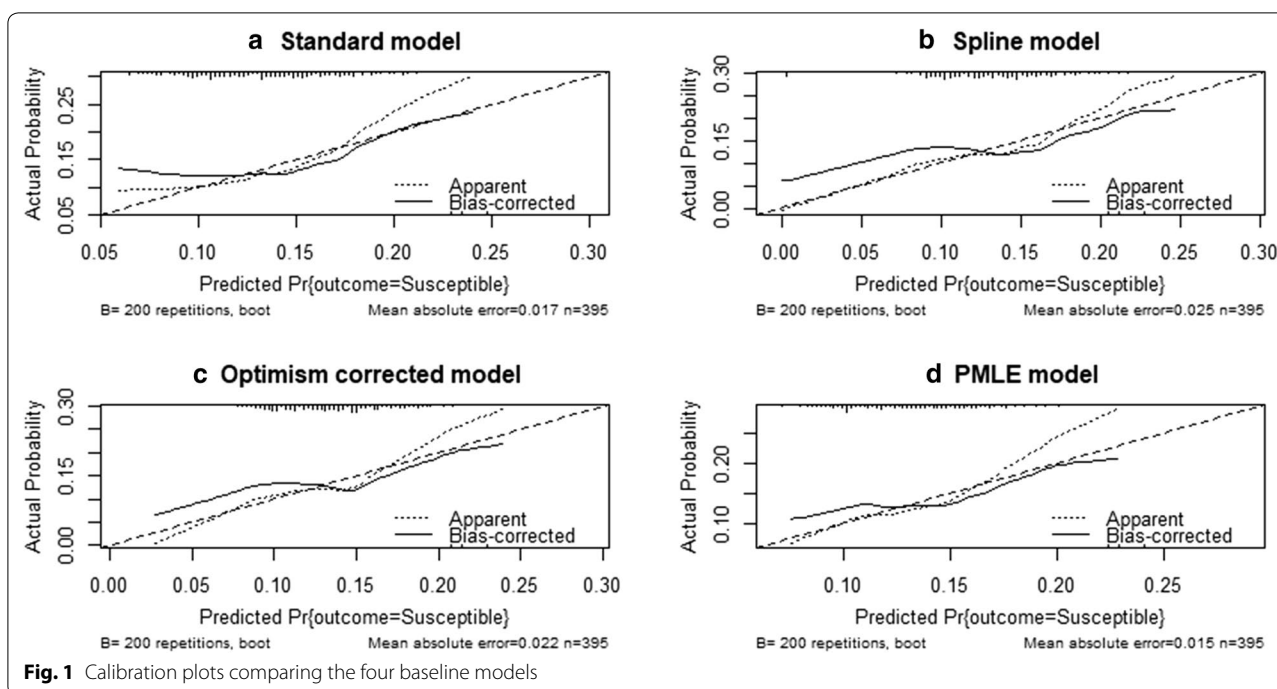 a Standard model
Actual Probability
0.05 0.15 0.25
Apparent
Bias-corrected
0.05 0.10 0.15 0.20 0.25 0.30
Predicted Pr{outcome=Susceptible}
B= 200 repetitions, boot Mean absolute error=0.017 n=395
b Spline model
Actual Probability
0.00 0.15 0.30
Apparent
Bias-corrected
0.00 0.05 0.10 0.15 0.20 0.25 0.30
Predicted Pr{outcome=Susceptible}
B= 200 repetitions, boot Mean absolute error=0.025 n=395
c Optimism corrected model
Actual Probability
0.00 0.15 0.30
Apparent
Bias-corrected
0.00 0.05 0.10 0.15 0.20 0.25 0.30
Predicted Pr{outcome=Susceptible}
B= 200 repetitions, boot Mean absolute error=0.022 n=395
d PMLE model
Actual Probability
0.10 0.20
Apparent
Bias-corrected
0.10 0.15 0.20 0.25
Predicted Pr{outcome=Susceptible}
B= 200 repetitions, boot Mean absolute error=0.015 n=395
Fig. 1 Calibration plots comparing the four baseline models